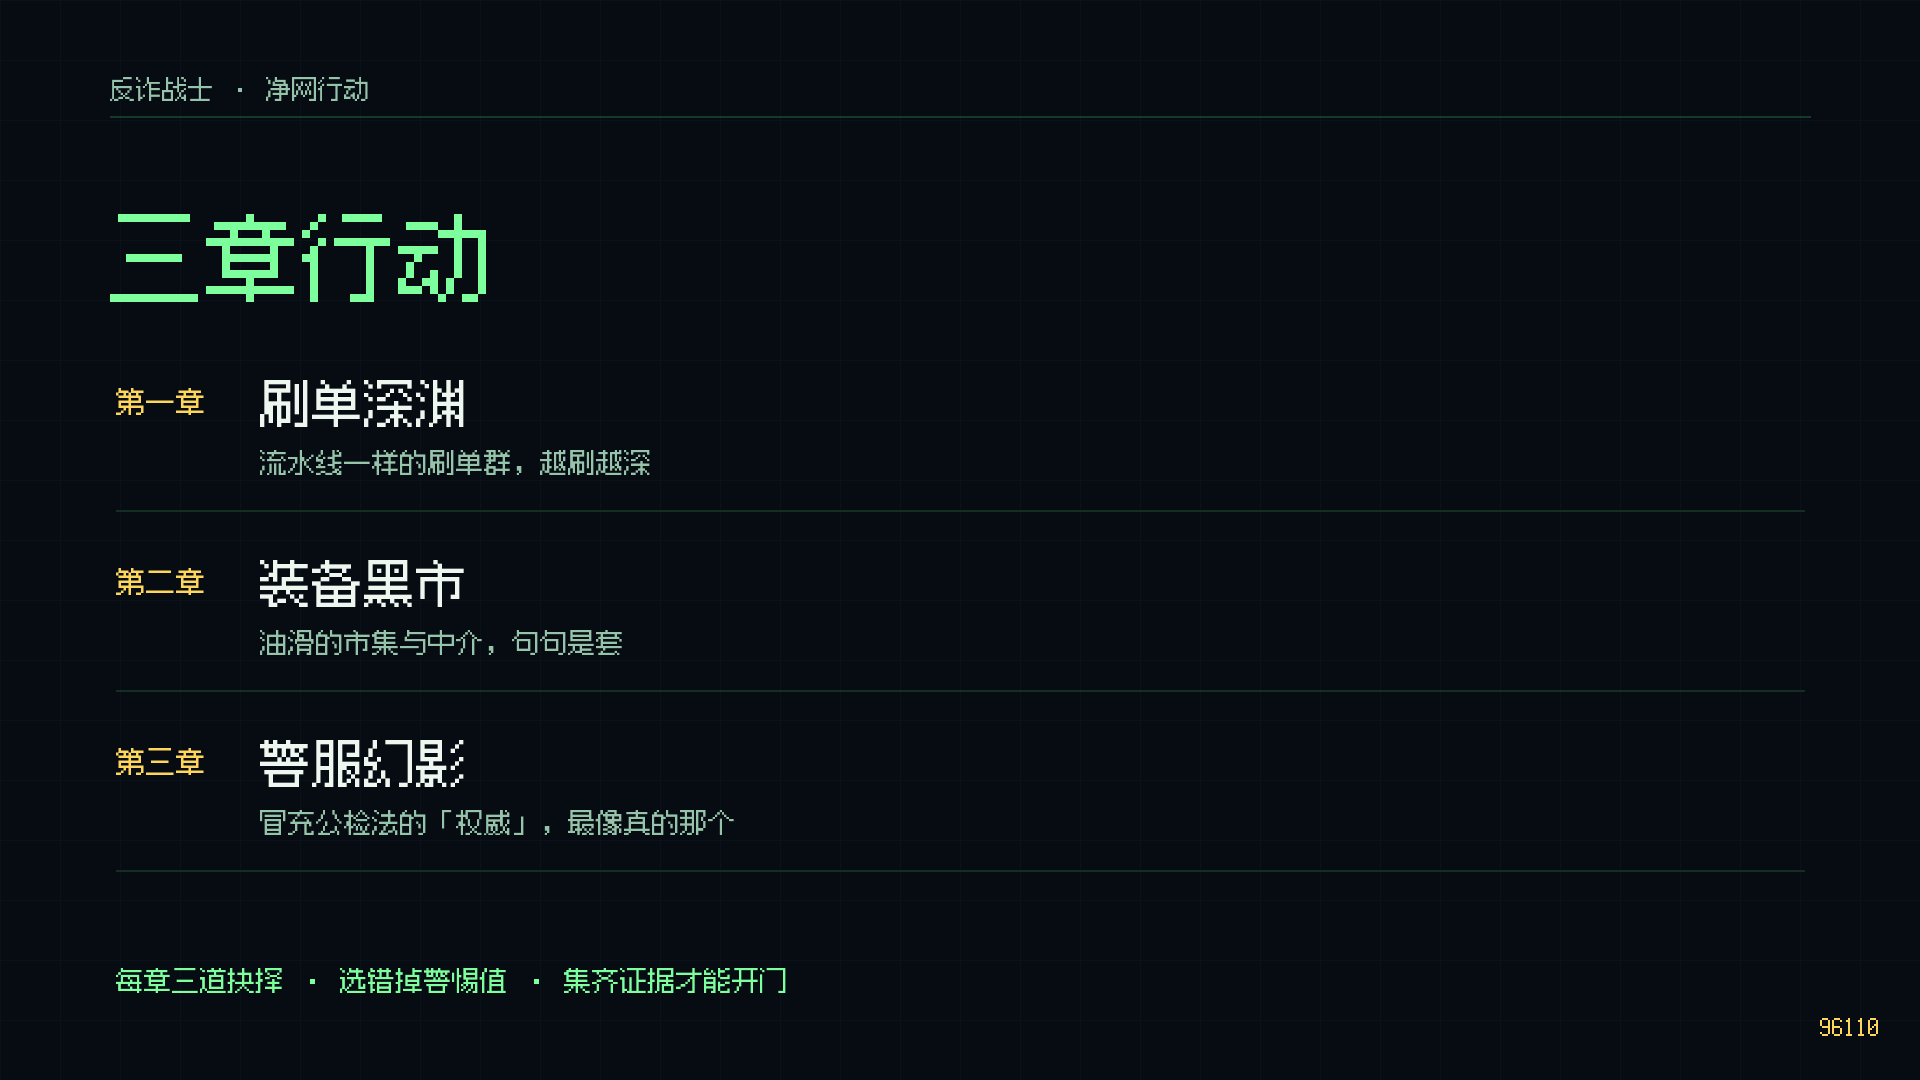 反诈战士 · 净网行动
三章行动
第一章 刷单深渊
流水线一样的刷单群，越刷越深
第二章 装备黑市
油滑的市集与中介，句句是套
第三章 警服幻影
冒充公检法的「权威」，最像真的那个
每章三道抉择 · 选错掉警惕值 · 集齐证据才能开门
96110